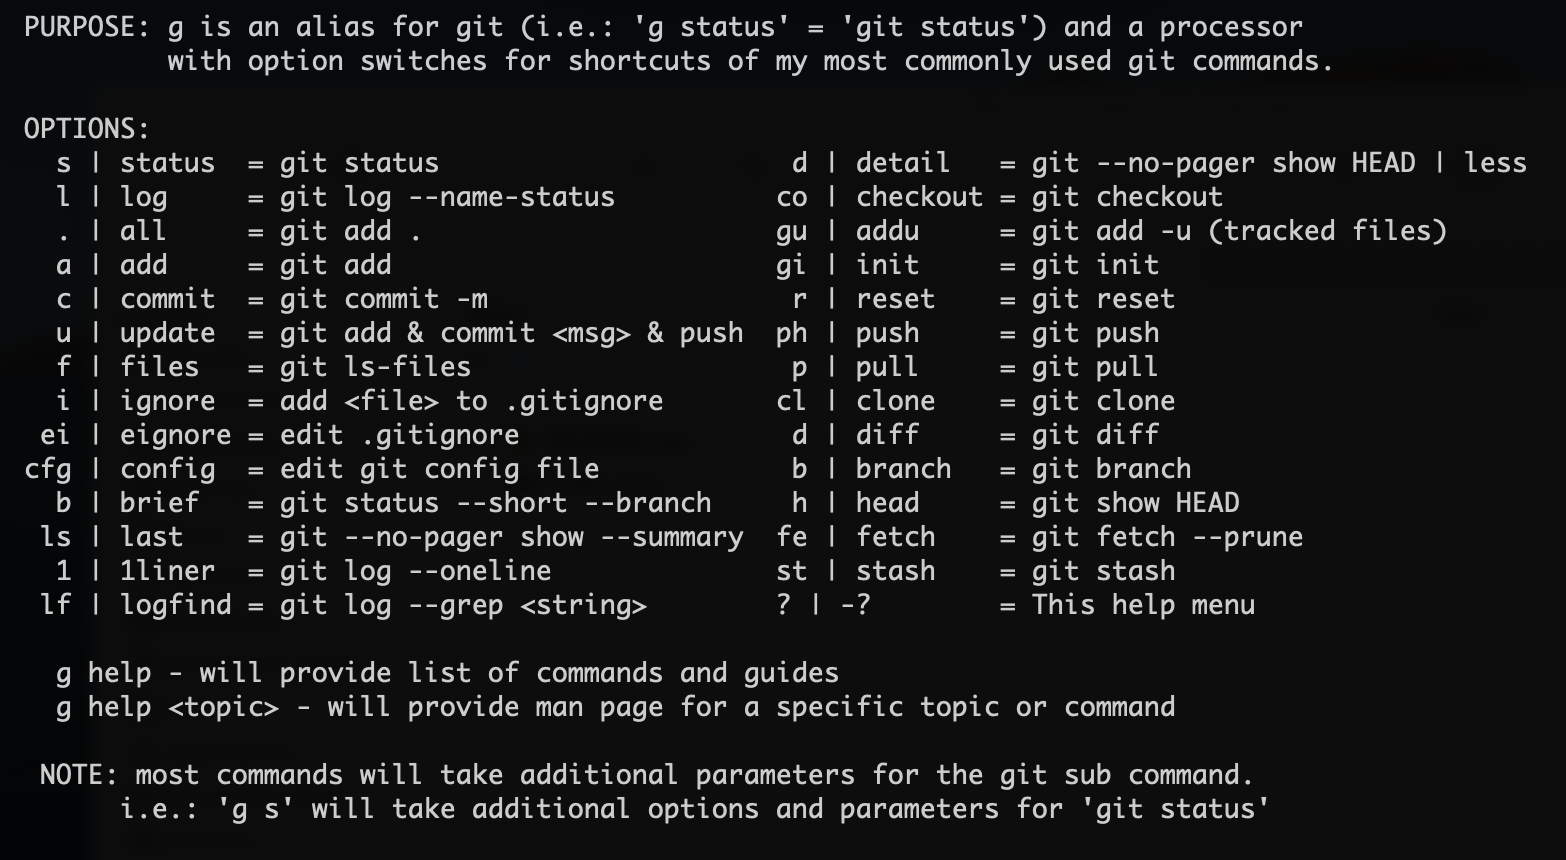 PURPOSE: g is an alias for git (i.e.: 'g status' = 'git status') and a processor
         with option switches for shortcuts of my most commonly used git commands.

OPTIONS:
  s | status  = git status                      d | detail   = git --no-pager show HEAD | less
  l | log     = git log --name-status          co | checkout = git checkout
  . | all     = git add .                      gu | addu     = git add -u (tracked files)
  a | add     = git add                        gi | init     = git init
  c | commit  = git commit -m                   r | reset    = git reset
  u | update  = git add & commit <msg> & push  ph | push     = git push
  f | files   = git ls-files                    p | pull     = git pull
  i | ignore  = add <file> to .gitignore       cl | clone    = git clone
 ei | eignore = edit .gitignore                 d | diff     = git diff
cfg | config  = edit git config file            b | branch   = git branch
  b | brief   = git status --short --branch     h | head     = git show HEAD
 ls | last    = git --no-pager show --summary  fe | fetch    = git fetch --prune
  1 | 1liner  = git log --oneline              st | stash    = git stash
 lf | logfind = git log --grep <string>        ? | -?        = This help menu

  g help - will provide list of commands and guides
  g help <topic> - will provide man page for a specific topic or command

 NOTE: most commands will take additional parameters for the git sub command.
      i.e.: 'g s' will take additional options and parameters for 'git status'